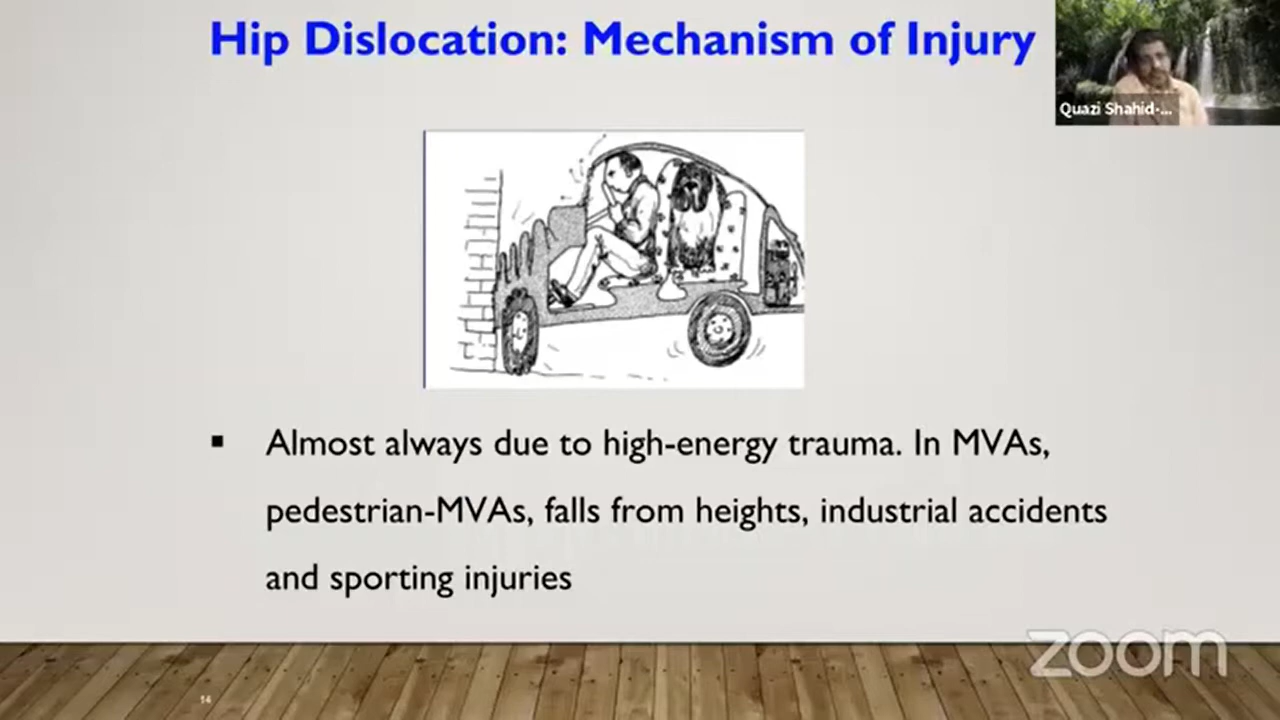 Hip Dislocation: Mechanism of Injury
Quazi Shahid-...
▪ Almost always due to high-energy trauma. In MVAs,
pedestrian-MVAs, falls from heights, industrial accidents
and sporting injuries
zoom
14